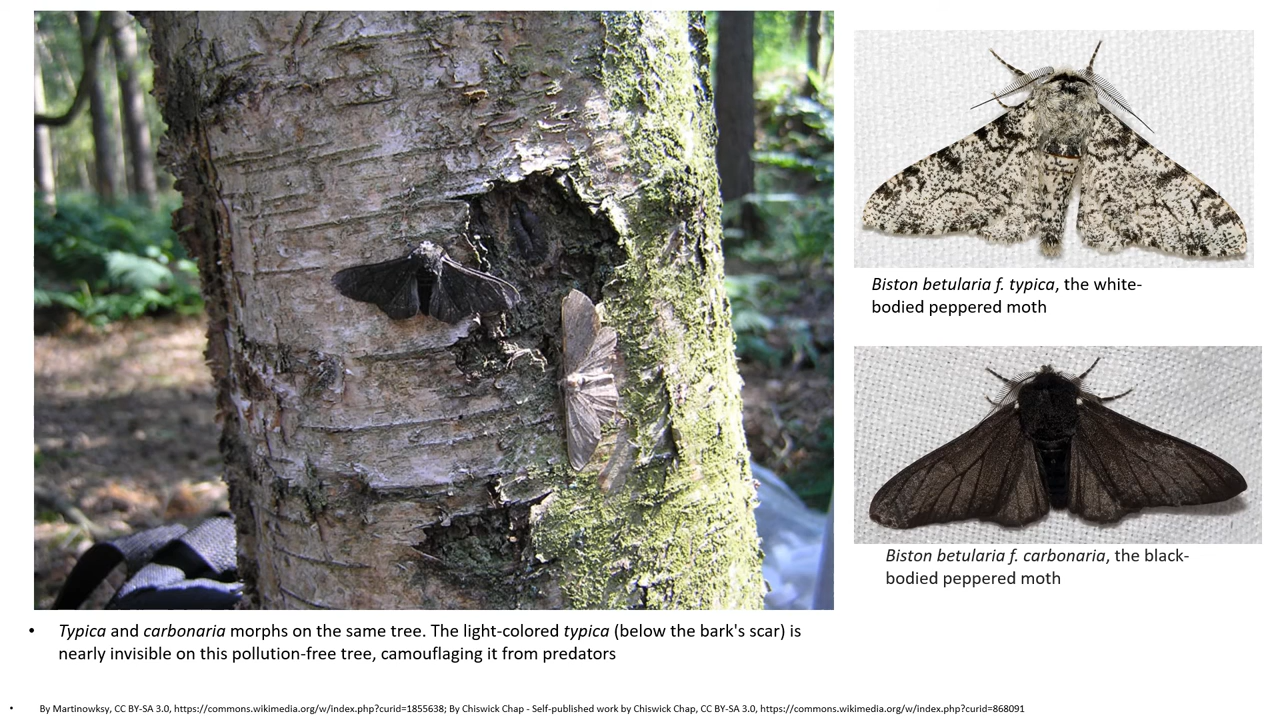 Biston betularia f. typica, the white-
bodied peppered moth
Biston betularia f. carbonaria, the black-
bodied peppered moth
• Typica and carbonaria morphs on the same tree. The light-colored typica (below the bark's scar) is
nearly invisible on this pollution-free tree, camouflaging it from predators
• By Martinowksy, CC BY-SA 3.0, https://commons.wikimedia.org/w/index.php?curid=1855638; By Chiswick Chap - Self-published work by Chiswick Chap, CC BY-SA 3.0, https://commons.wikimedia.org/w/index.php?curid=868091